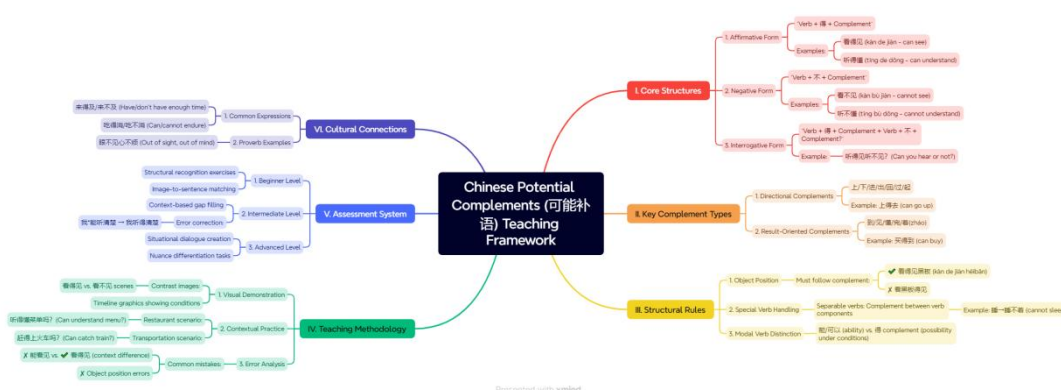 Chinese Potential
Complements (可能补
语) Teaching
Framework
I. Core Structures
1. Affirmative Form
'Verb + 得 + Complement'
Examples:
看得见 (kàn de jiàn - can see)
听得懂 (tīng de dǒng - can understand)
2. Negative Form
'Verb + 不 + Complement'
Examples:
看不见 (kàn bù jiàn - cannot see)
听不懂 (tīng bù dǒng - cannot understand)
3. Interrogative Form
'Verb + 得 + Complement + Verb + 不 +
Complement?'
Example:
听得见听不见? (Can you hear or not?)
II. Key Complement Types
1. Directional Complements
上/下/进/出/回/过/起
Example: 上得去 (can go up)
2. Result-Oriented Complements
到/见/懂/完/着(zháo)
Example: 买得到 (can buy)
III. Structural Rules
1. Object Position
Must follow complement:
✔ 看得见黑板 (kàn de jiàn hēibǎn)
✗ 看黑板得见
2. Special Verb Handling
Separable verbs: Complement between verb
components
(cannot slee
3. Modal Verb Distinction
能/可以 (ability) vs. 得 complement (possibility
under conditions)
IV. Teaching Methodology
1. Visual Demonstration
Contrast images:
看得见 vs. 看不见 scenes
Timeline graphics showing conditions
2. Contextual Practice
Restaurant scenario:
听得懂菜单吗? (Can understand menu?)
Transportation scenario:
赶得上火车吗? (Can catch train?)
3. Error Analysis
Common mistakes:
✗ 能看见 vs. ✔ 看得见 (context difference)
✗ Object position errors
V. Assessment System
1. Beginner Level
Structural recognition exercises
Image-to-sentence matching
2. Intermediate Level
Context-based gap filling
Error correction:
我*能听清楚 → 我听得清楚
3. Advanced Level
Situational dialogue creation
Nuance differentiation tasks
VI. Cultural Connections
1. Common Expressions
来得及/来不及 (Have/don't have enough time)
吃得消/吃不消 (Can/cannot endure)
2. Proverb Examples
眼不见心不烦 (Out of sight, out of mind)